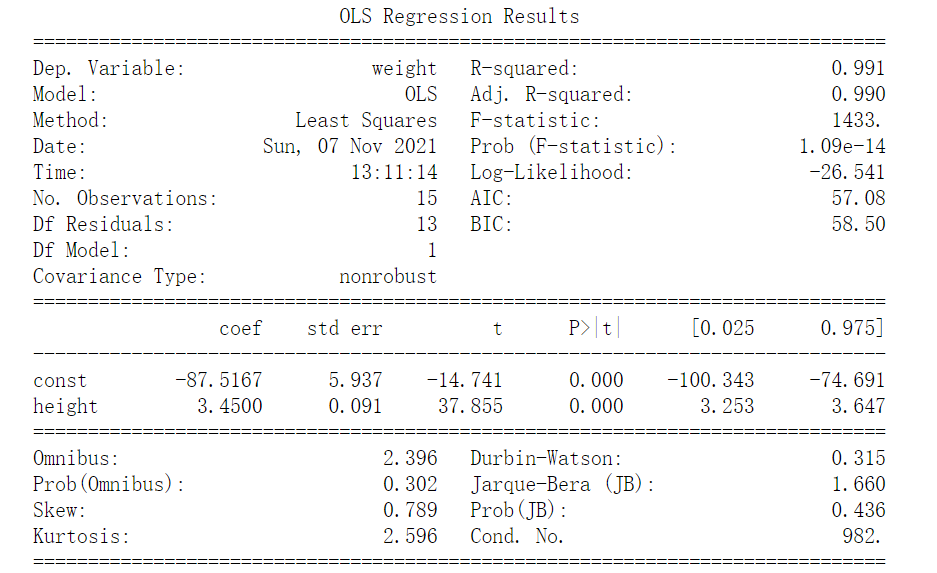 OLS Regression Results
==============================================================================
Dep. Variable:                 weight   R-squared:                       0.991
Model:                            OLS   Adj. R-squared:                  0.990
Method:                 Least Squares   F-statistic:                     1433.
Date:                Sun, 07 Nov 2021   Prob (F-statistic):           1.09e-14
Time:                        13:11:14   Log-Likelihood:                -26.541
No. Observations:                  15   AIC:                             57.08
Df Residuals:                      13   BIC:                             58.50
Df Model:                           1
Covariance Type:            nonrobust
==============================================================================
                 coef    std err          t      P>|t|      [0.025      0.975]
------------------------------------------------------------------------------
const        -87.5167      5.937    -14.741      0.000    -100.343     -74.691
height         3.4500      0.091     37.855      0.000       3.253       3.647
==============================================================================
Omnibus:                        2.396   Durbin-Watson:                   0.315
Prob(Omnibus):                  0.302   Jarque-Bera (JB):                1.660
Skew:                           0.789   Prob(JB):                        0.436
Kurtosis:                       2.596   Cond. No.                         982.
==============================================================================